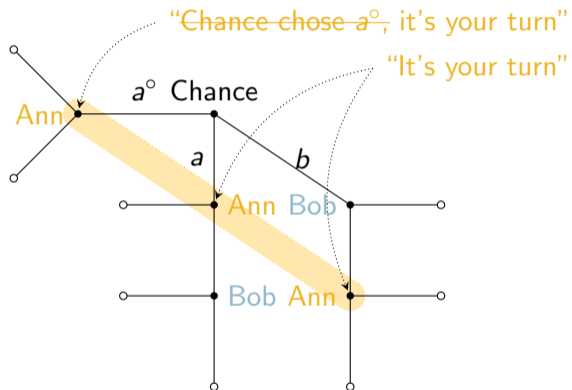 “Chance chose a°, it's your turn”
“It's your turn”
a° Chance
Ann
a
b
Ann Bob
Bob Ann